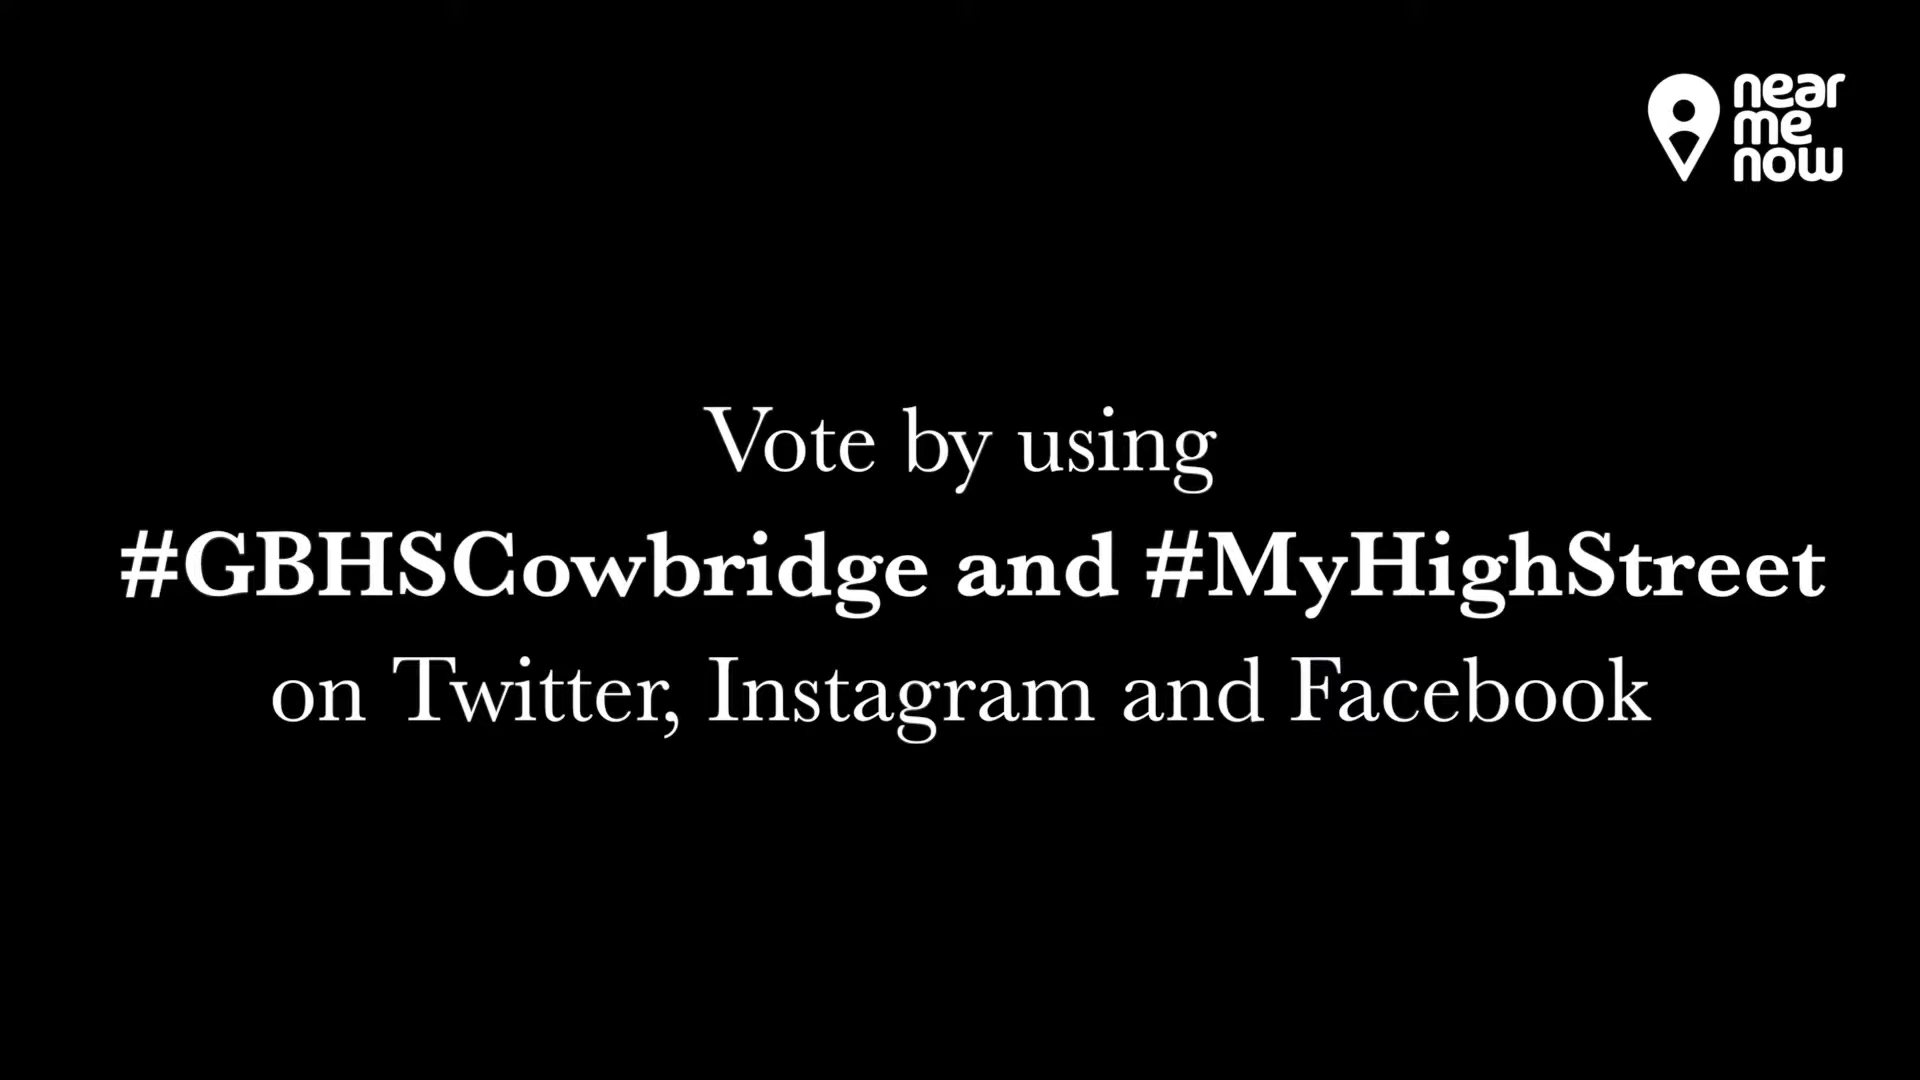 near
me
now
Vote by using
#GBHSCowbridge and #MyHighStreet
on Twitter, Instagram and Facebook